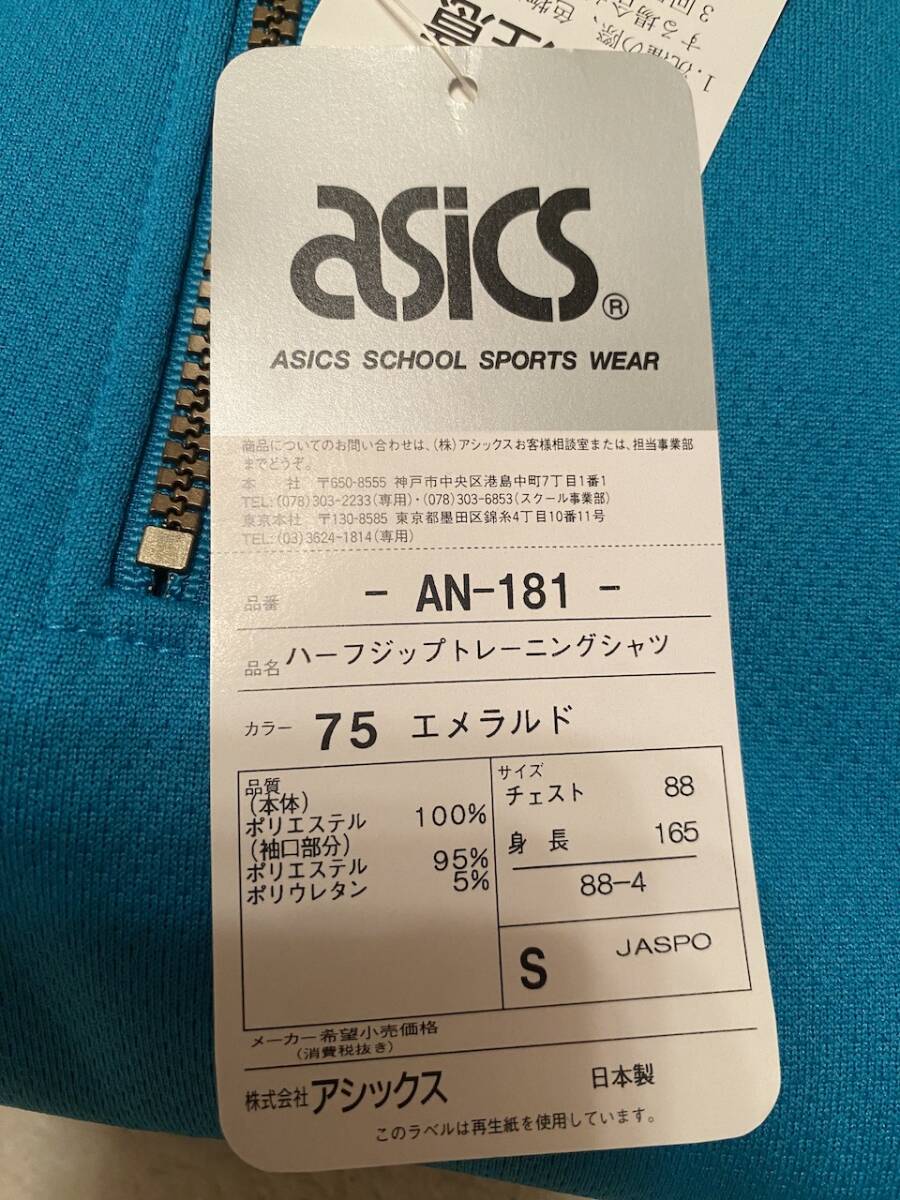 asics®
ASICS SCHOOL SPORTS WEAR
商品についてのお問い合わせは、(株)アシックスお客様相談室または、担当事業部
までどうぞ。
本 社 〒650-8555 神戸市中央区港島中町7丁目1番1
TEL:(078)303-2233(専用)・(078)303-6853(スクール事業部)
東京本社 〒130-8585 東京都墨田区錦糸4丁目10番11号
TEL:(03)3624-1814(専用)
品番 - AN-181 -
品名 ハーフジップトレーニングシャツ
カラー 75 エメラルド
品質
(本体)
ポリエステル 100%
(袖口部分)
ポリエステル 95%
ポリウレタン 5%
サイズ
チェスト 88
身長 165
88-4
S JASPO
メーカー希望小売価格
(消費税抜き)
株式会社アシックス 日本製
このラベルは再生紙を使用しています。